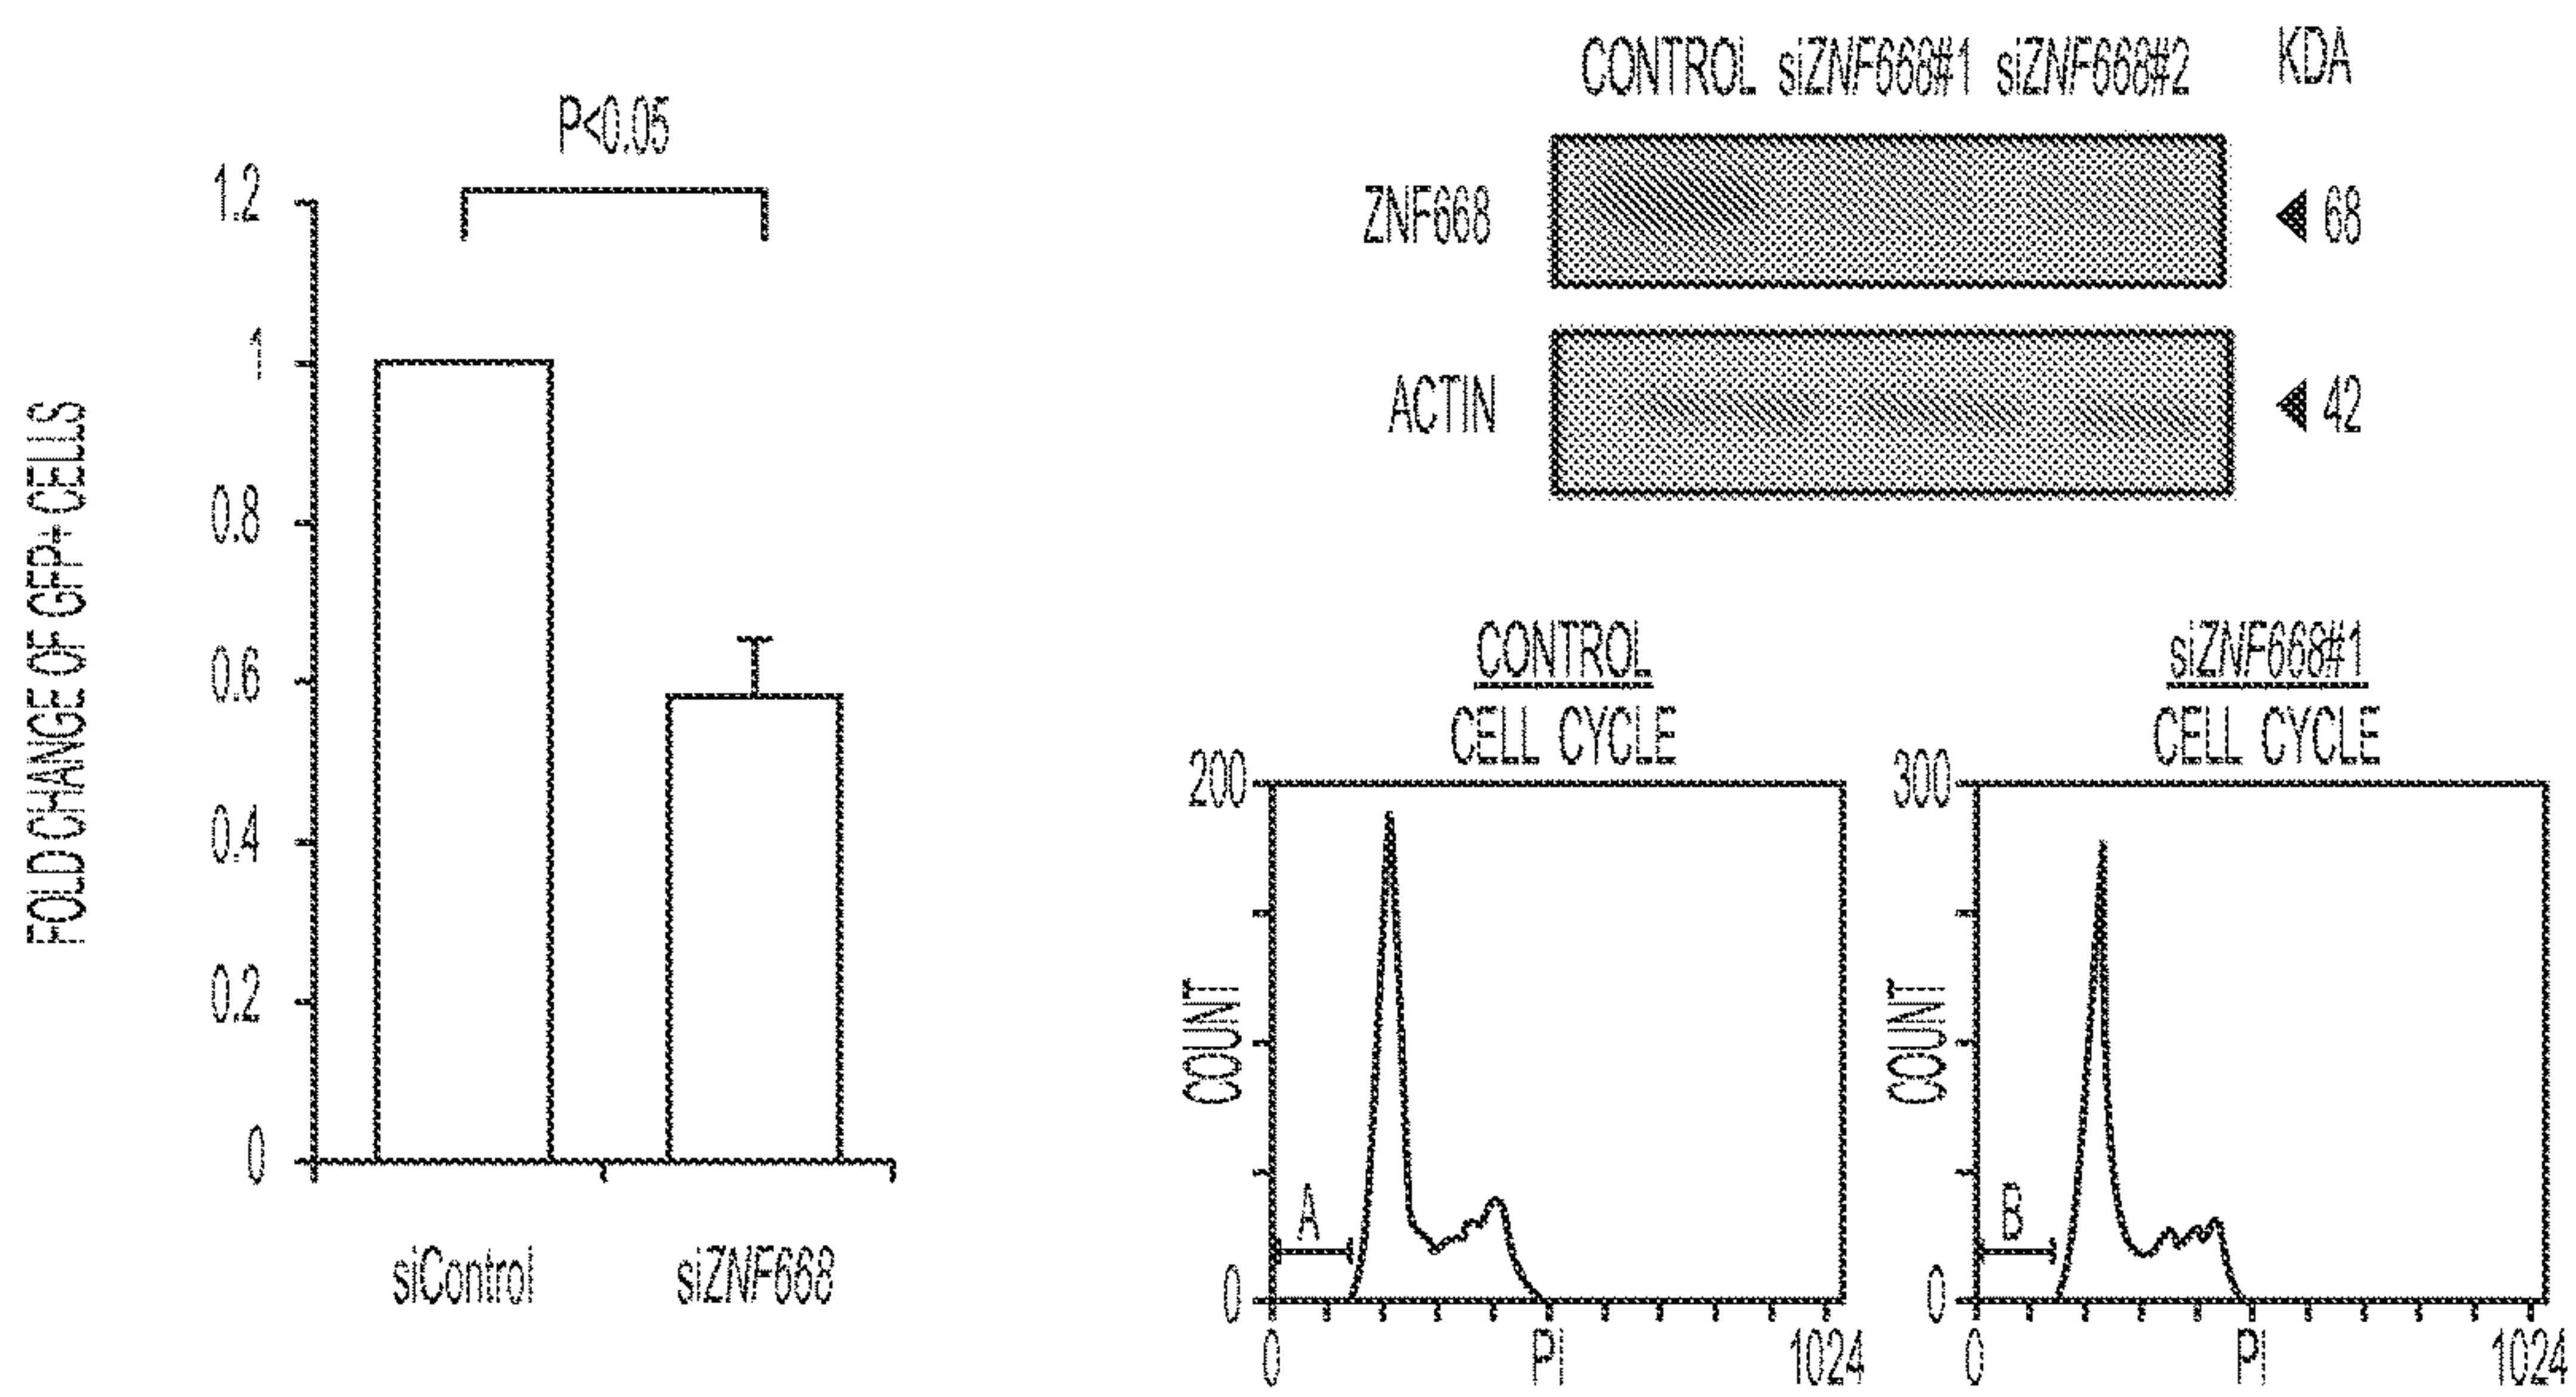 FOLD CHANGE OF GFP+ CELLS
P<0.05
1.2
1
0.8
0.6
0.4
0.2
0
siControl siZNF668
CONTROL siZNF668#1 siZNF668#2 KDA
ZNF668 68
ACTIN 42
CONTROL
CELL CYCLE
200
COUNT
A
0
0 PI 1024
siZNF668#1
CELL CYCLE
300
COUNT
B
0
0 PI 1024